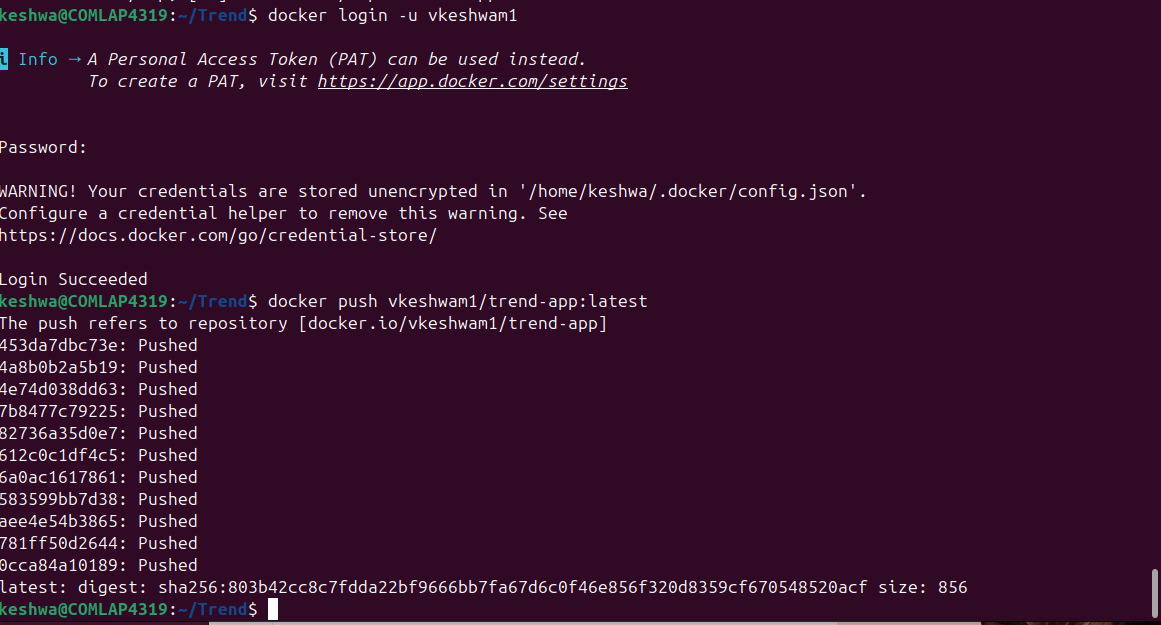 keshwa@COMLAP4319:~/Trend$ docker login -u vkeshwam1
i Info → A Personal Access Token (PAT) can be used instead.
To create a PAT, visit https://app.docker.com/settings
Password:
WARNING! Your credentials are stored unencrypted in '/home/keshwa/.docker/config.json'.
Configure a credential helper to remove this warning. See
https://docs.docker.com/go/credential-store/
Login Succeeded
keshwa@COMLAP4319:~/Trend$ docker push vkeshwam1/trend-app:latest
The push refers to repository [docker.io/vkeshwam1/trend-app]
453da7dbc73e: Pushed
4a8b0b2a5b19: Pushed
4e74d038dd63: Pushed
7b8477c79225: Pushed
82736a35d0e7: Pushed
612c0c1df4c5: Pushed
6a0ac1617861: Pushed
583599bb7d38: Pushed
aee4e54b3865: Pushed
781ff50d2644: Pushed
0cca84a10189: Pushed
latest: digest: sha256:803b42cc8c7fdda22bf9666bb7fa67d6c0f46e856f320d8359cf670548520acf size: 856
keshwa@COMLAP4319:~/Trend$